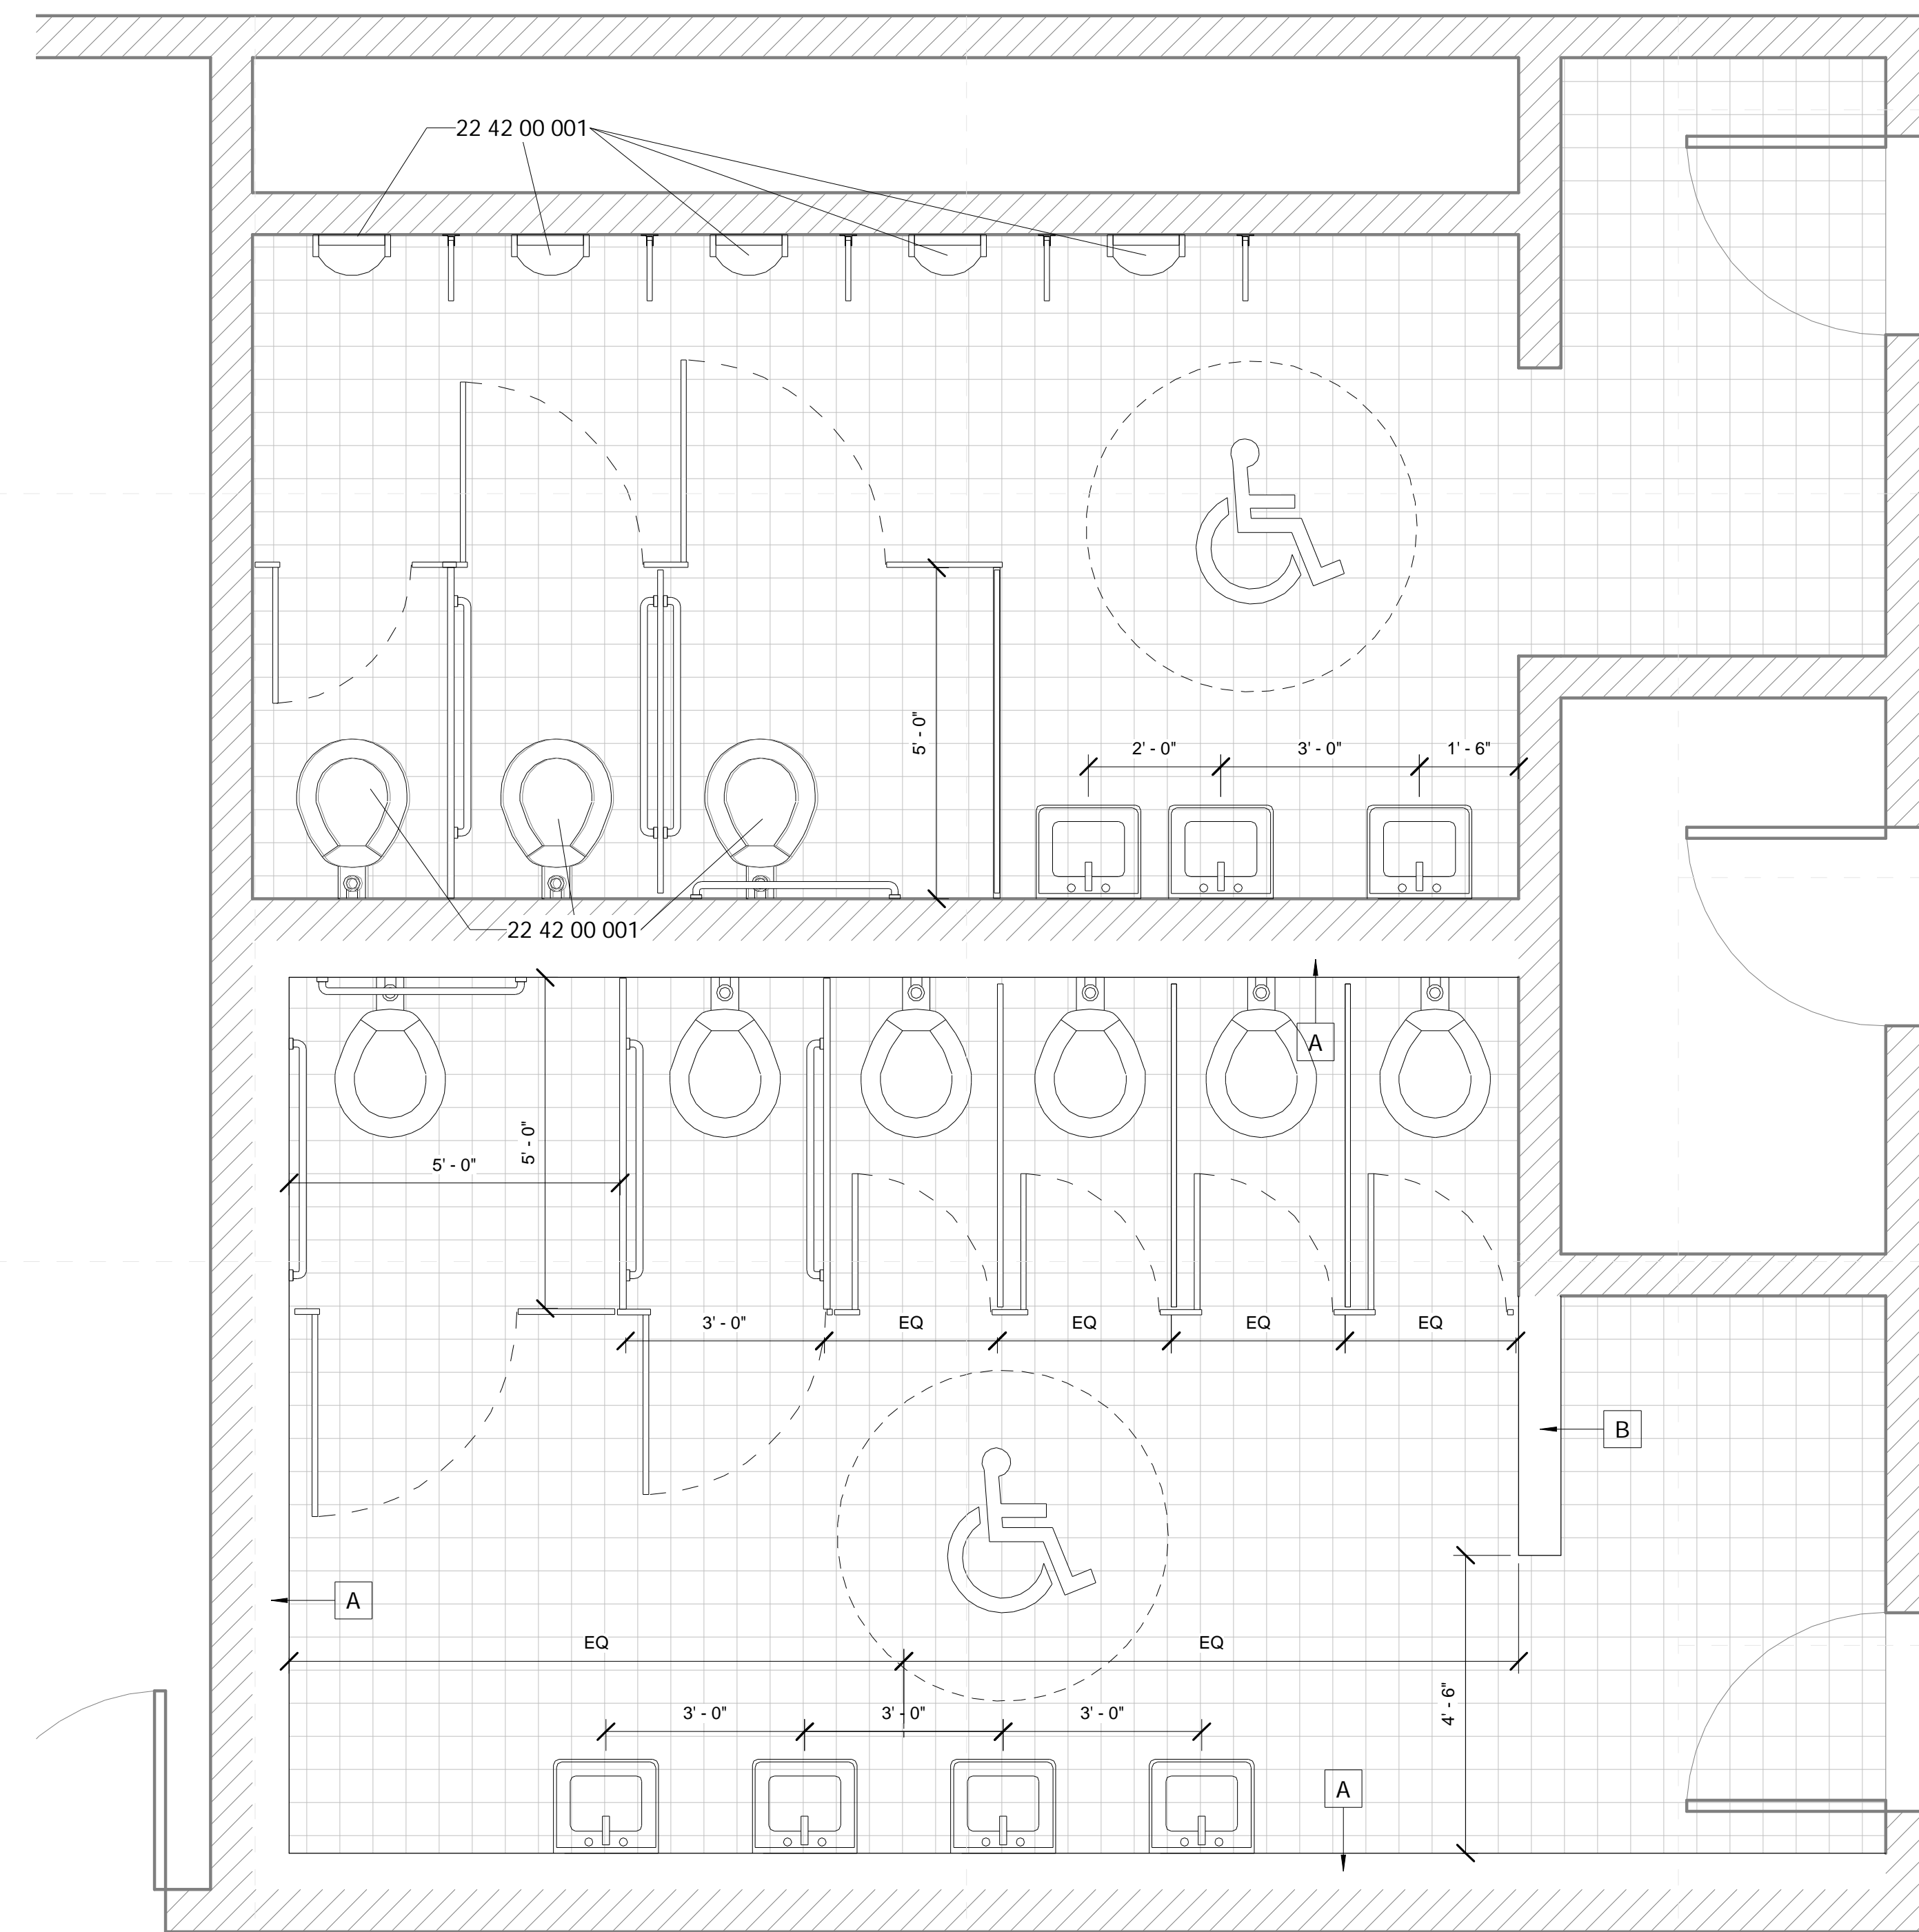 22 42 00 001
5' - 0"
2' - 0"
3' - 0"
1' - 6"
22 42 00 001
A
5' - 0"
5' - 0"
3' - 0"
EQ
EQ
EQ
EQ
B
A
EQ
EQ
4' - 6"
3' - 0"
3' - 0"
3' - 0"
A